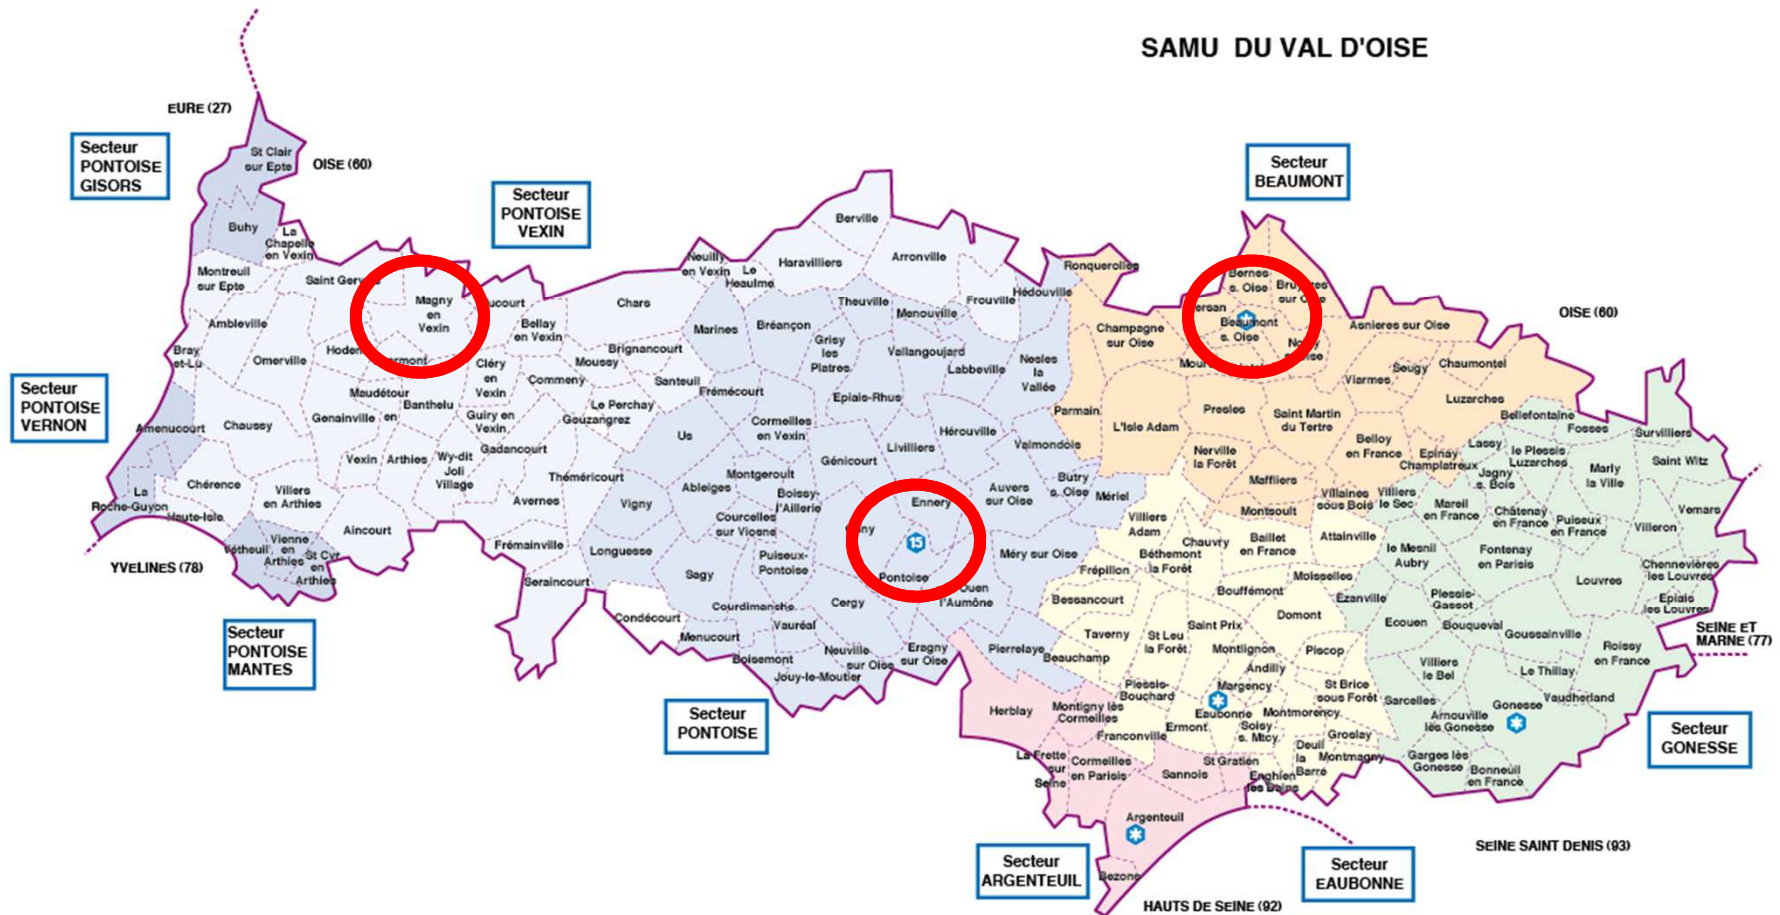 SAMU DU VAL D'OISE
EURE (27)
Secteur
PONTOISE
GISORS
St Clair
sur Epte
OISE (60)
Secteur
PONTOISE
VEXIN
Secteur
BEAUMONT
Buhy
La
Chapelle
en Vexin
Berville
Montreuil
sur Epte
Saint
Magny
en
Vexin
Neuilly
en Vexin
Le
Heaulme
Haravilliers
Arronville
Ronquerolles
Bernes
s. Oise
OISE (60)
Ambleville
Bellay
en Vexin
Chars
Theuville
Menouville
Frouville
Hédouville
Champagne
sur Oise
Beaumont
s. Oise
Asnieres sur Oise
Bray
et-Lu
Omerville
Cléry
en
Vexin
Moussy
Brignancourt
Marines
Bréançon
Grisy
les
Platres
Vallangoujard
Labbeville
Nesles
la
Vallée
Viarmes
Seugy
Chaumontel
Secteur
PONTOISE
VERNON
Maudétour
en
Vexin
Banthelu
Commeny
Santeuil
Frémécourt
Epiais-Rhus
Parmain
Presles
Luzarches
Amenucourt
Chaussy
Genainville
Guiry en
Vexin
Le Perchay
Gouzangrez
Us
Cormeilles
en Vexin
Hérouville
Valmondois
L'Isle Adam
Saint Martin
du Tertre
Bellefontaine
Fosses
Survilliers
Arthies
Wy-dit
Joli
Village
Gadancourt
Génicourt
Livilliers
Nerville
la Forêt
Belloy
en France
Epinay
Champlatreux
Lassy
Jagny
s. Bois
le Plessis
Luzarches
Marly
la Ville
Saint Witz
Chérence
La
Roche-Guyon
Haute-Isle
Villers
en Arthies
Théméricourt
Avernes
Vigny
Ableiges
Montgeroult
Boissy-
l'Aillerie
Courcelles
sur Viosne
Ennery
Auvers
sur Oise
Butry
s. Oise
Mériel
Maffliers
Montsoult
Villaines
sous Bois
Villiers
le Sec
Mareil
en France
Châtenay
en France
Puiseux
en France
Villeron
Vemars
Aincourt
Vétheuil
Vienne
en
Arthies
St Cyr
en
Arthies
YVELINES (78)
Frémainville
Seraincourt
Longuesse
Sagy
Puiseux-
Pontoise
15
Pontoise
Méry sur Oise
Villiers
Adam
Chauvry
Béthemont
la Forêt
Baillet
en France
Attainville
le Mesnil
Aubry
Fontenay
en Parisis
Louvres
Chennevières
les Louvres
Epiais
les Louvres
Frépillon
Bessancourt
Bouffémont
Moisselles
Ezanville
Plessis-
Gassot
Condécourt
Courdimanche
Cergy
l'Aumône
Domont
Ecouen
Bouqueval
Goussainville
SEINE ET
MARNE (77)
Secteur
PONTOISE
MANTES
Menucourt
Vauréal
Boisemont
Neuville
sur Oise
Jouy-le-Moutier
Eragny
sur Oise
Pierrelaye
Taverny
Beauchamp
St Leu
la Forêt
Saint Prix
Montlignon
Andilly
Piscop
Villiers
le Bel
Le Thillay
Roissy
en France
Secteur
PONTOISE
Herblay
Montigny lès
Cormeilles
Plessis-
Bouchard
Margency
Eaubonne
Ermont
Soisy
s. Mtcy
Montmorency
St Brice
sous Forêt
Sarcelles
Arnouville
lès Gonesse
Gonesse
Vaudherland
Secteur
GONESSE
Franconville
La Frette
sur
Seine
Cormeilles
en Parisis
Sannois
St Gratien
Enghien
les Bains
Deuil
la
Barre
Groslay
Montmagny
Garges lès
Gonesse
Bonneuil
en France
Argenteuil
Bezons
Secteur
ARGENTEUIL
Secteur
EAUBONNE
SEINE SAINT DENIS (93)
HAUTS DE SEINE (92)